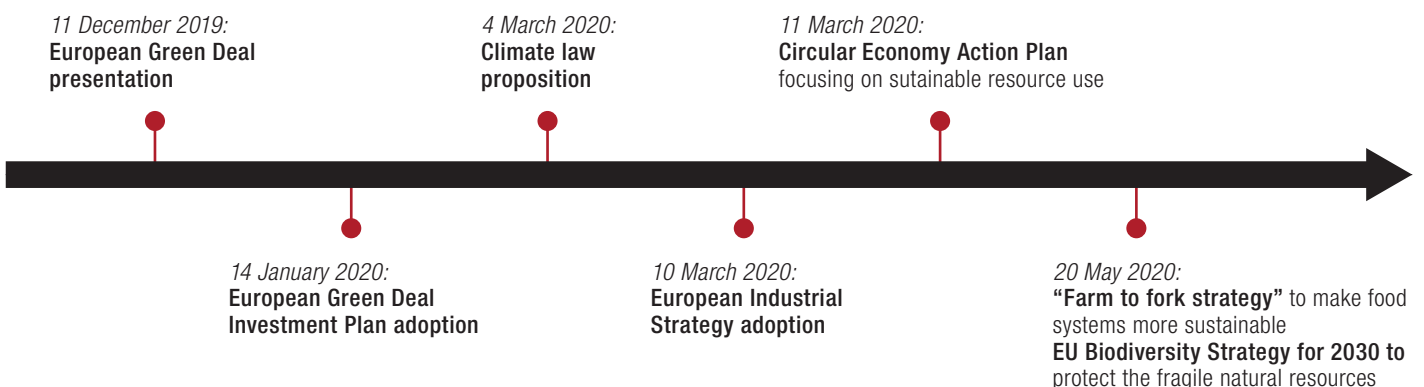 11 December 2019:
European Green Deal
presentation
4 March 2020:
Climate law
proposition
11 March 2020:
Circular Economy Action Plan
focusing on sutainable resource use
14 January 2020:
European Green Deal
Investment Plan adoption
10 March 2020:
European Industrial
Strategy adoption
20 May 2020:
“Farm to fork strategy” to make food
systems more sustainable
EU Biodiversity Strategy for 2030 to
protect the fragile natural resources